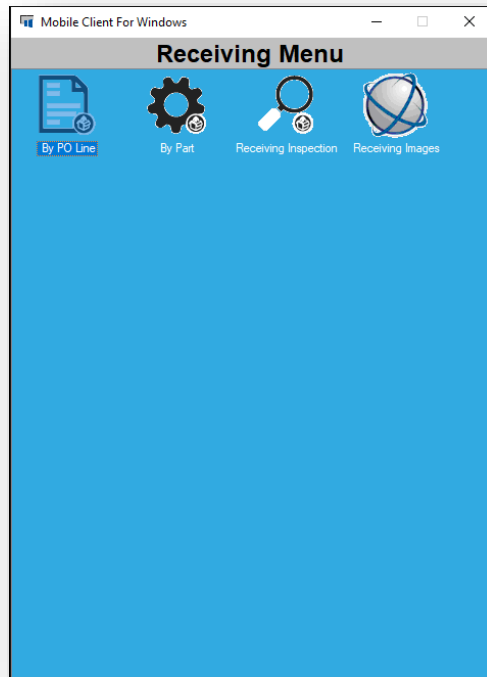 Mobile Client For Windows
Receiving Menu
By PO Line
By Part
Receiving Inspection
Receiving Images